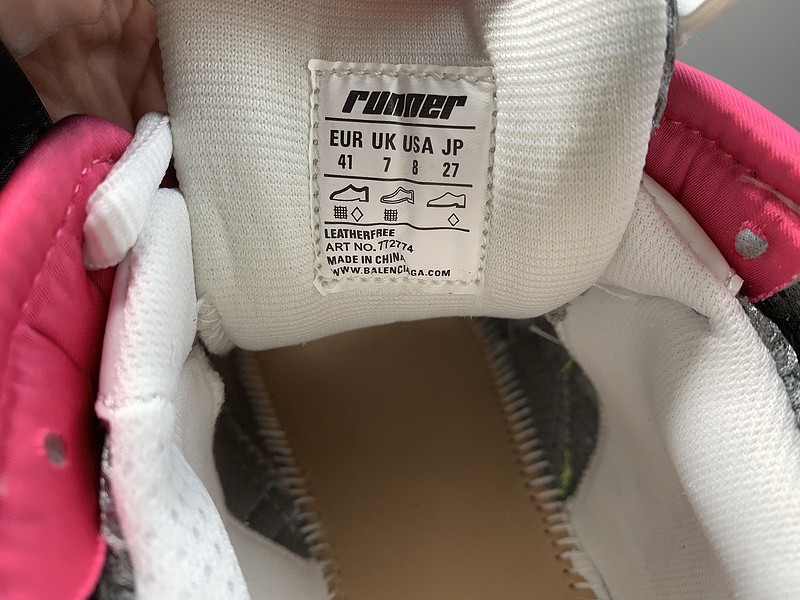 runner
EUR UK USA JP
41 7 8 27
LEATHERFREE
ART NO. 772774
MADE IN CHINA
WWW.BALENCIAGA.COM